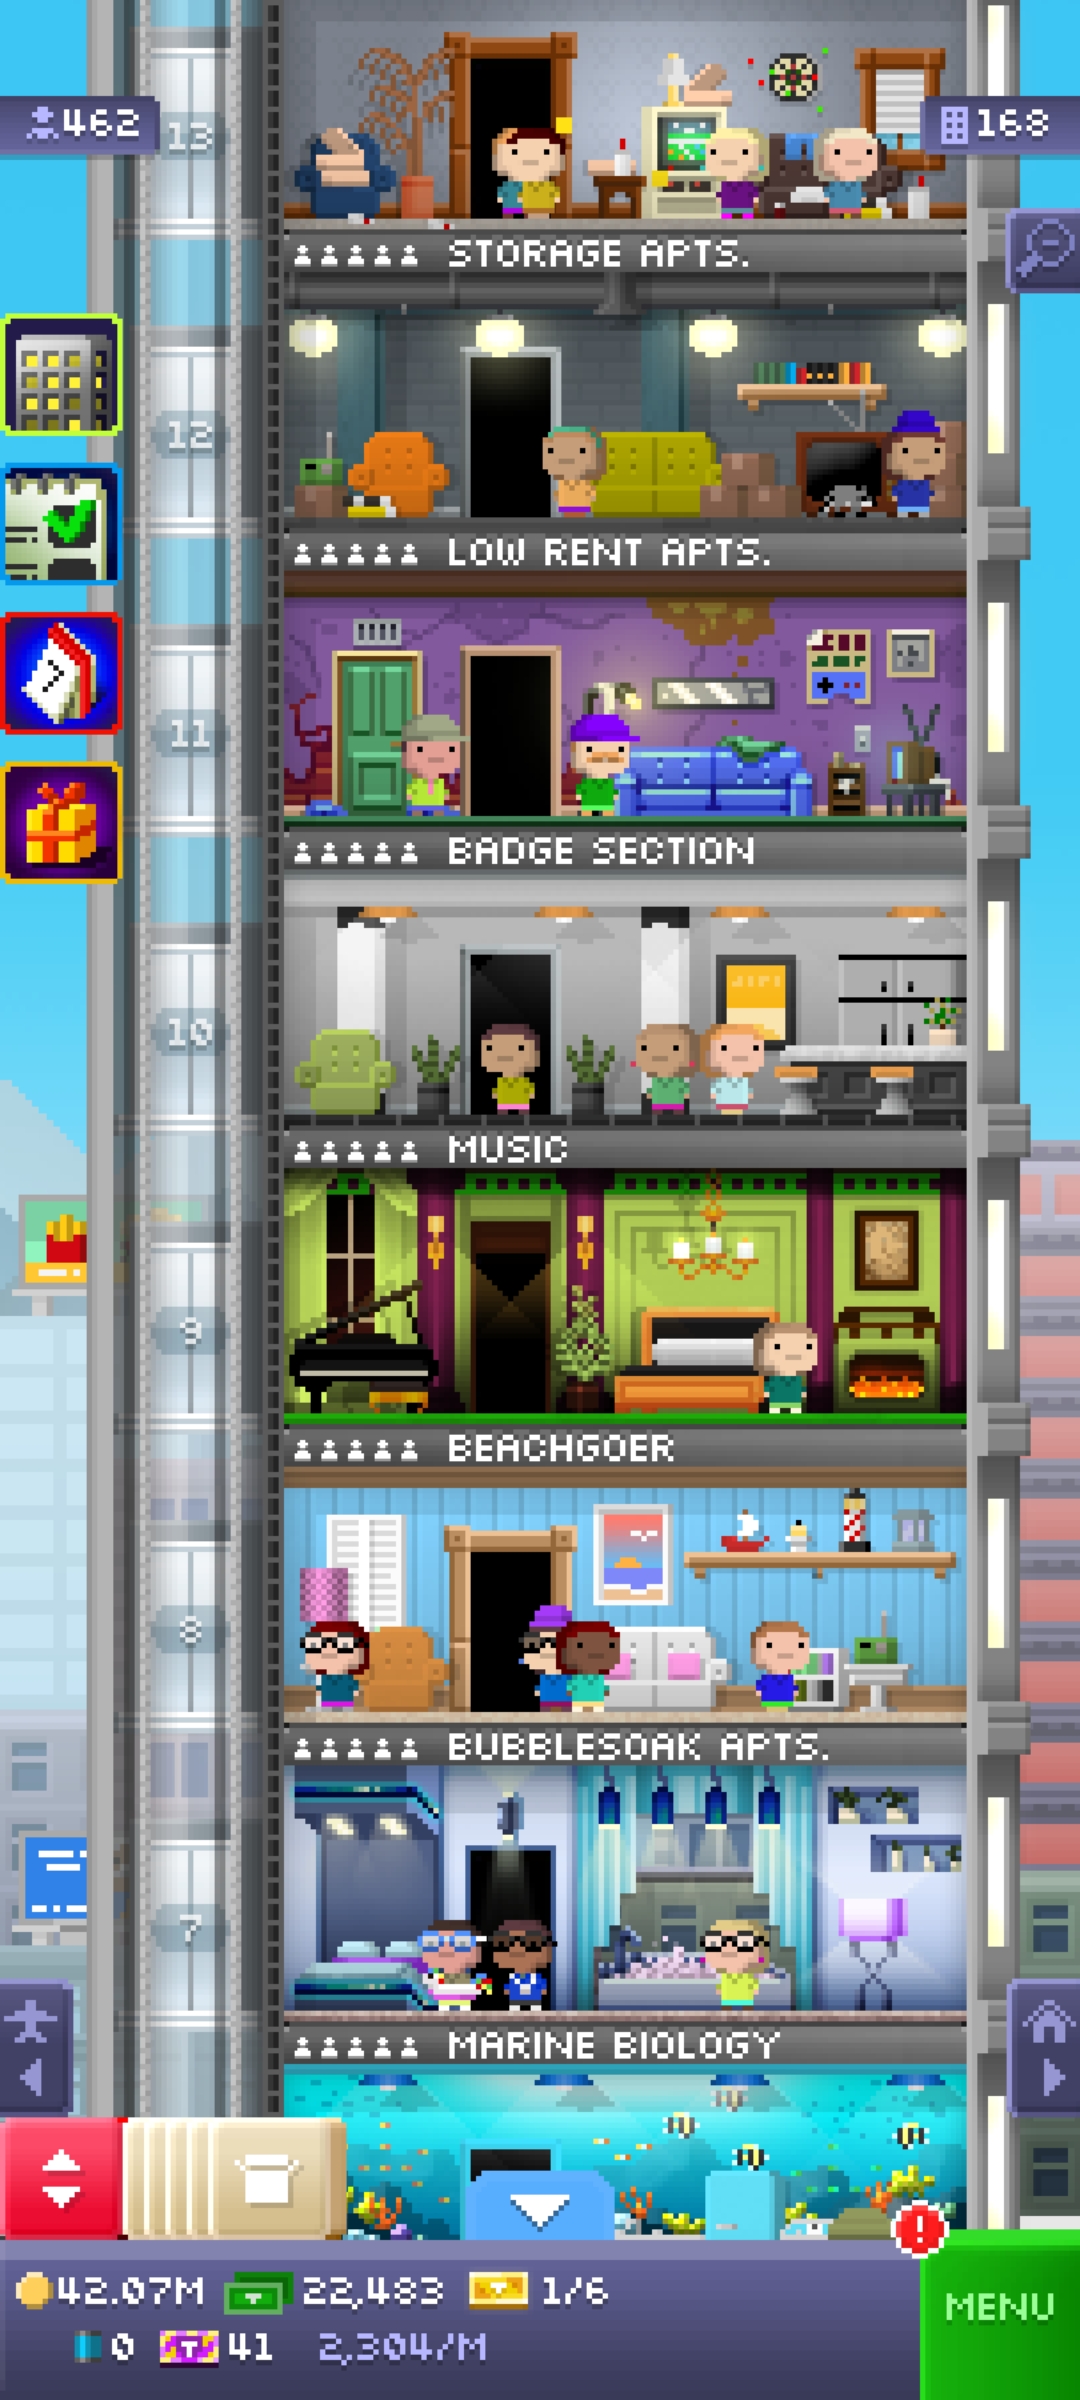 462
168
13
STORAGE APTS.
12
LOW RENT APTS.
11
BADGE SECTION
10
MUSIC
9
BEACHGOER
8
BUBBLESOAK APTS.
7
MARINE BIOLOGY
42.07M 22,483 1/6
0 41 2,304/M
MENU